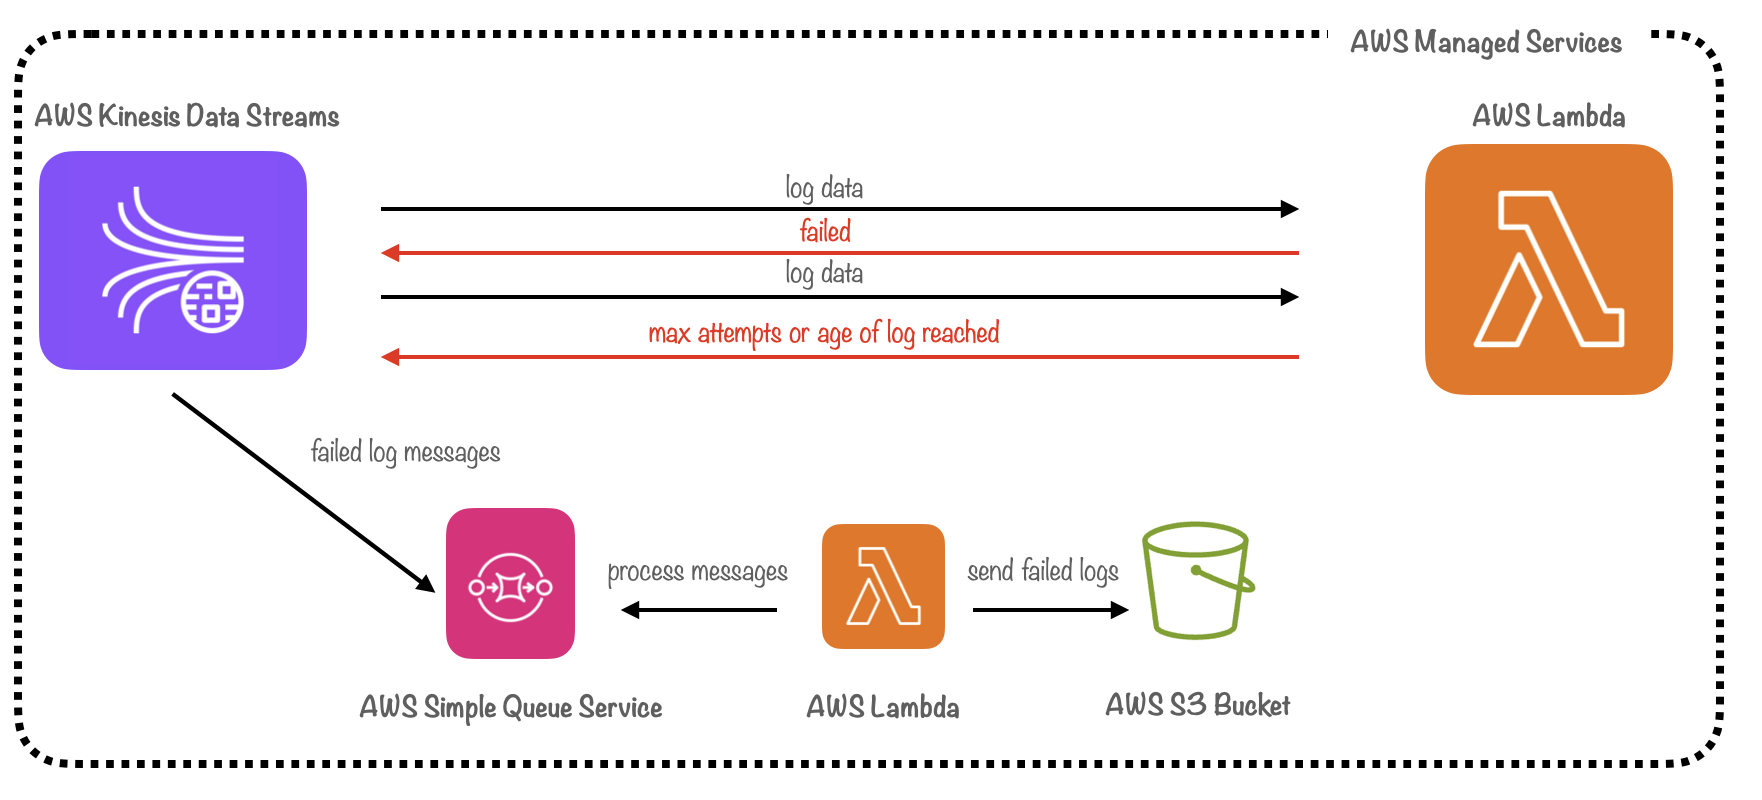 AWS Managed Services
AWS Kinesis Data Streams
AWS Lambda
log data
failed
log data
max attempts or age of log reached
failed log messages
process messages
send failed logs
AWS Simple Queue Service
AWS Lambda
AWS S3 Bucket